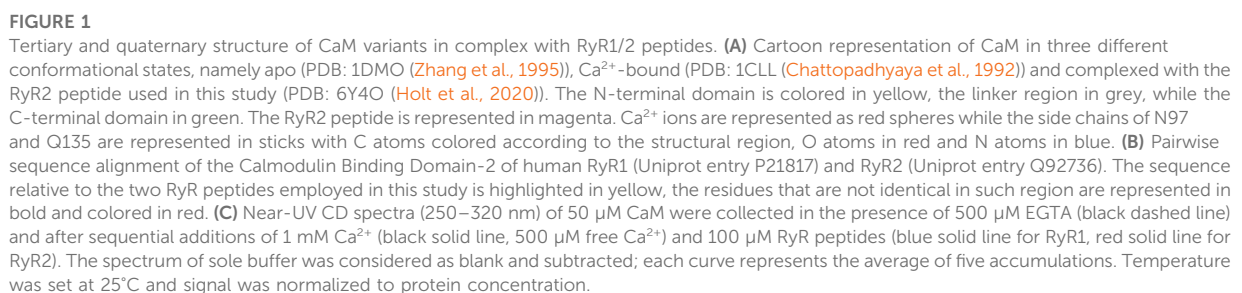 FIGURE 1
Tertiary and quaternary structure of CaM variants in complex with RyR1/2 peptides. (A) Cartoon representation of CaM in three different
conformational states, namely apo (PDB: 1DMO (Zhang et al., 1995)), Ca²⁺-bound (PDB: 1CLL (Chattopadhyaya et al., 1992)) and complexed with the
RyR2 peptide used in this study (PDB: 6Y4O (Holt et al., 2020)). The N-terminal domain is colored in yellow, the linker region in grey, while the
C-terminal domain in green. The RyR2 peptide is represented in magenta. Ca²⁺ ions are represented as red spheres while the side chains of N97
and Q135 are represented in sticks with C atoms colored according to the structural region, O atoms in red and N atoms in blue. (B) Pairwise
sequence alignment of the Calmodulin Binding Domain-2 of human RyR1 (Uniprot entry P21817) and RyR2 (Uniprot entry Q92736). The sequence
relative to the two RyR peptides employed in this study is highlighted in yellow, the residues that are not identical in such region are represented in
bold and colored in red. (C) Near-UV CD spectra (250–320 nm) of 50 μM CaM were collected in the presence of 500 μM EGTA (black dashed line)
and after sequential additions of 1 mM Ca²⁺ (black solid line, 500 μM free Ca²⁺) and 100 μM RyR peptides (blue solid line for RyR1, red solid line for
RyR2). The spectrum of sole buffer was considered as blank and subtracted; each curve represents the average of five accumulations. Temperature
was set at 25°C and signal was normalized to protein concentration.